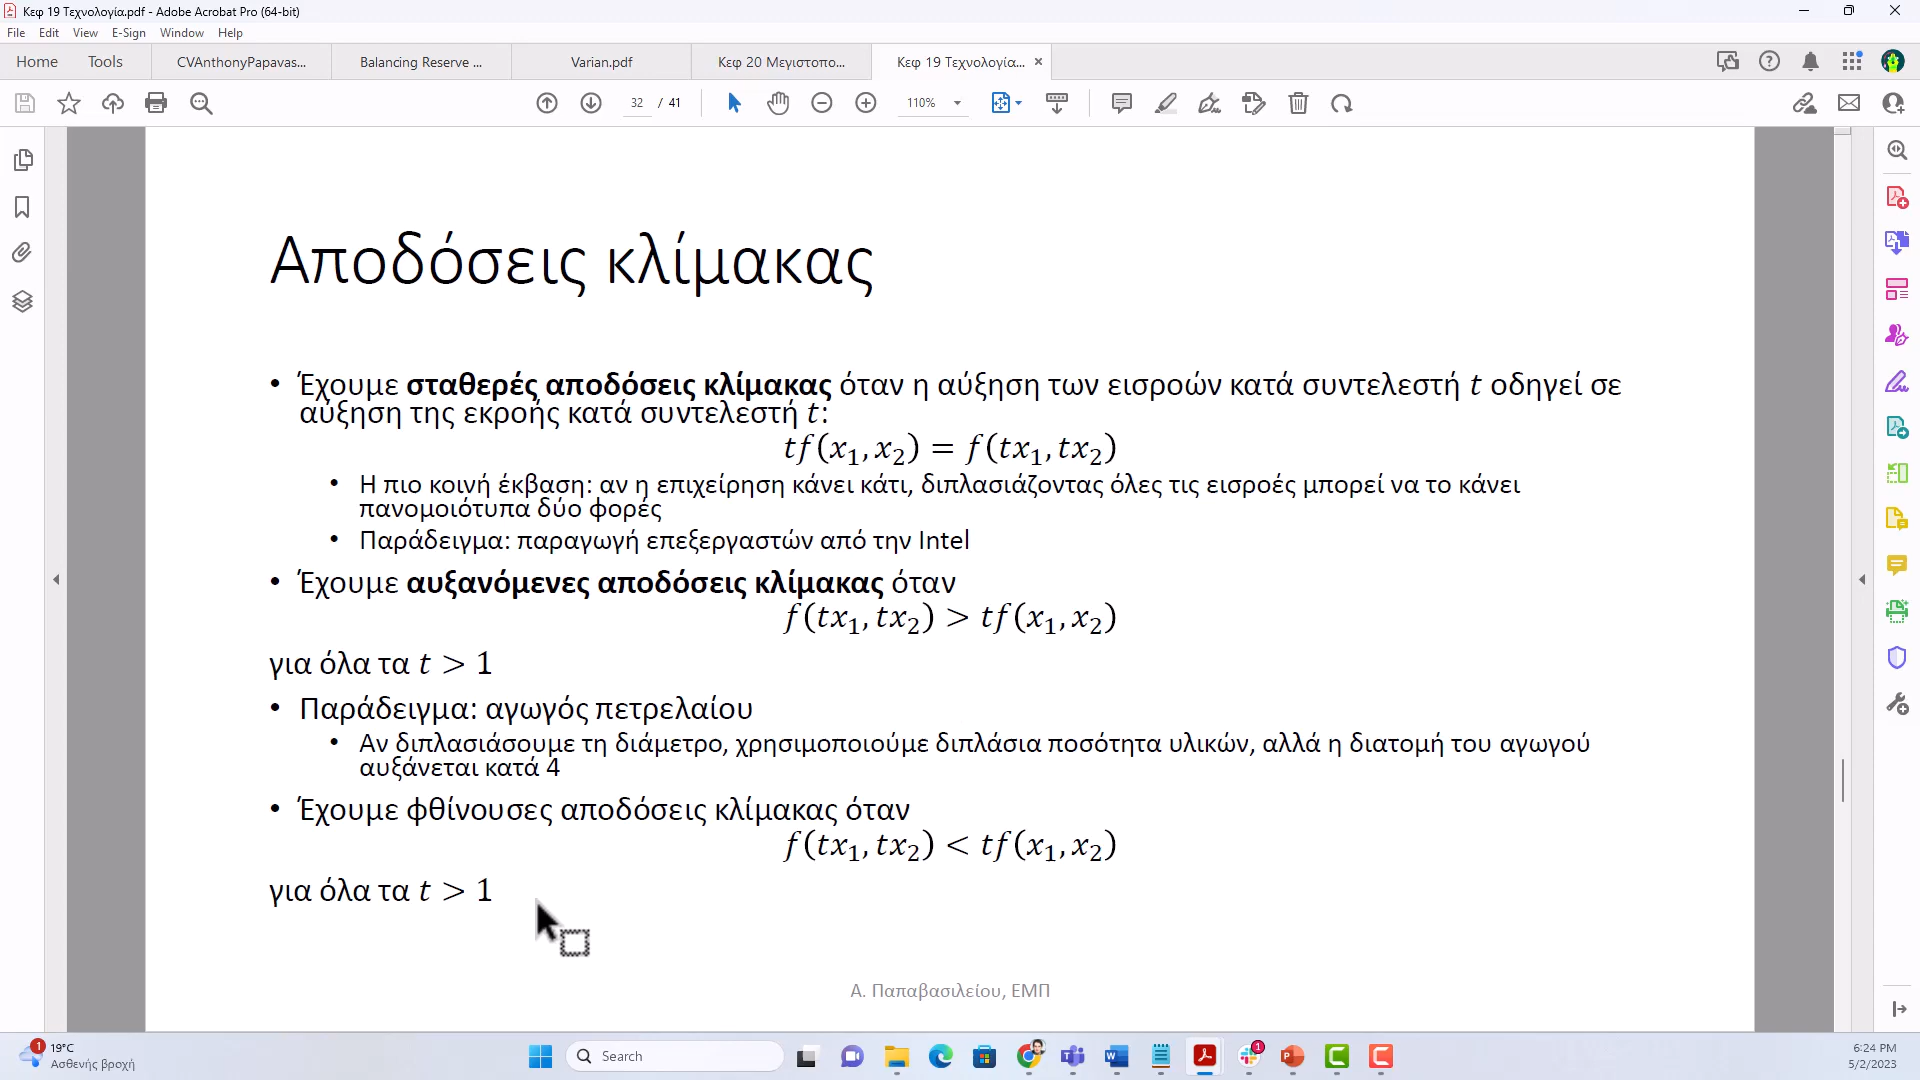 Κεφ 19 Τεχνολογία.pdf - Adobe Acrobat Pro (64-bit)
File Edit View E-Sign Window Help
Home Tools CVAnthonyPapavas... Balancing Reserve ... Varian.pdf Κεφ 20 Μεγιστοπο... Κεφ 19 Τεχνολογία... ×
32 / 41 110%
Αποδόσεις κλίμακας
• Έχουμε σταθερές αποδόσεις κλίμακας όταν η αύξηση των εισροών κατά συντελεστή t οδηγεί σε
αύξηση της εκροής κατά συντελεστή t:
tf(x₁, x₂) = f(tx₁, tx₂)
• Η πιο κοινή έκβαση: αν η επιχείρηση κάνει κάτι, διπλασιάζοντας όλες τις εισροές μπορεί να το κάνει
πανομοιότυπα δύο φορές
• Παράδειγμα: παραγωγή επεξεργαστών από την Intel
• Έχουμε αυξανόμενες αποδόσεις κλίμακας όταν
f(tx₁, tx₂) > tf(x₁, x₂)
για όλα τα t > 1
• Παράδειγμα: αγωγός πετρελαίου
• Αν διπλασιάσουμε τη διάμετρο, χρησιμοποιούμε διπλάσια ποσότητα υλικών, αλλά η διατομή του αγωγού
αυξάνεται κατά 4
• Έχουμε φθίνουσες αποδόσεις κλίμακας όταν
f(tx₁, tx₂) < tf(x₁, x₂)
για όλα τα t > 1
Α. Παπαβασιλείου, ΕΜΠ
1 19°C
Ασθενής βροχή
Search
1
6:24 PM
5/2/2023